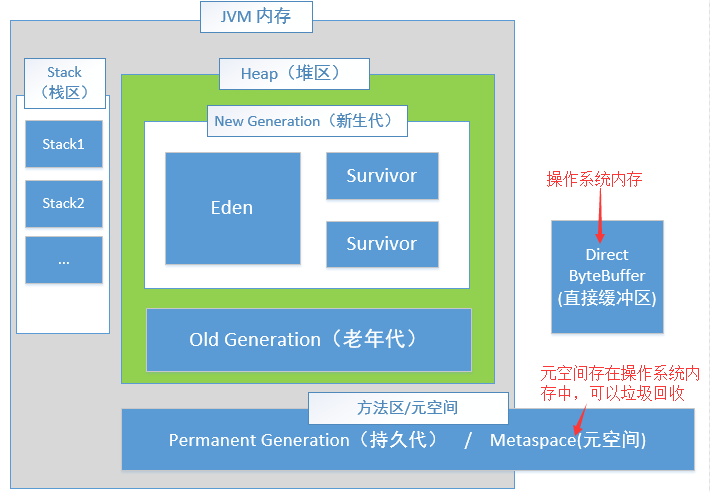 JVM 内存
Stack
（栈区）
Stack1
Stack2
...
Heap（堆区）
New Generation（新生代）
Eden
Survivor
Survivor
Old Generation（老年代）
方法区/元空间
Permanent Generation（持久代） / Metaspace(元空间)
操作系统内存
Direct
ByteBuffer
(直接缓冲区)
元空间存在操作系统内
存中，可以垃圾回收